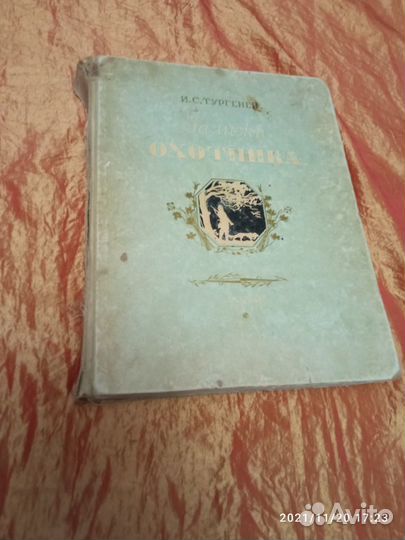 И.С.ТУРГЕНЕВ
ЗАПИСКИ
ОХОТНИКА
2021/11/20 17:23
Avito